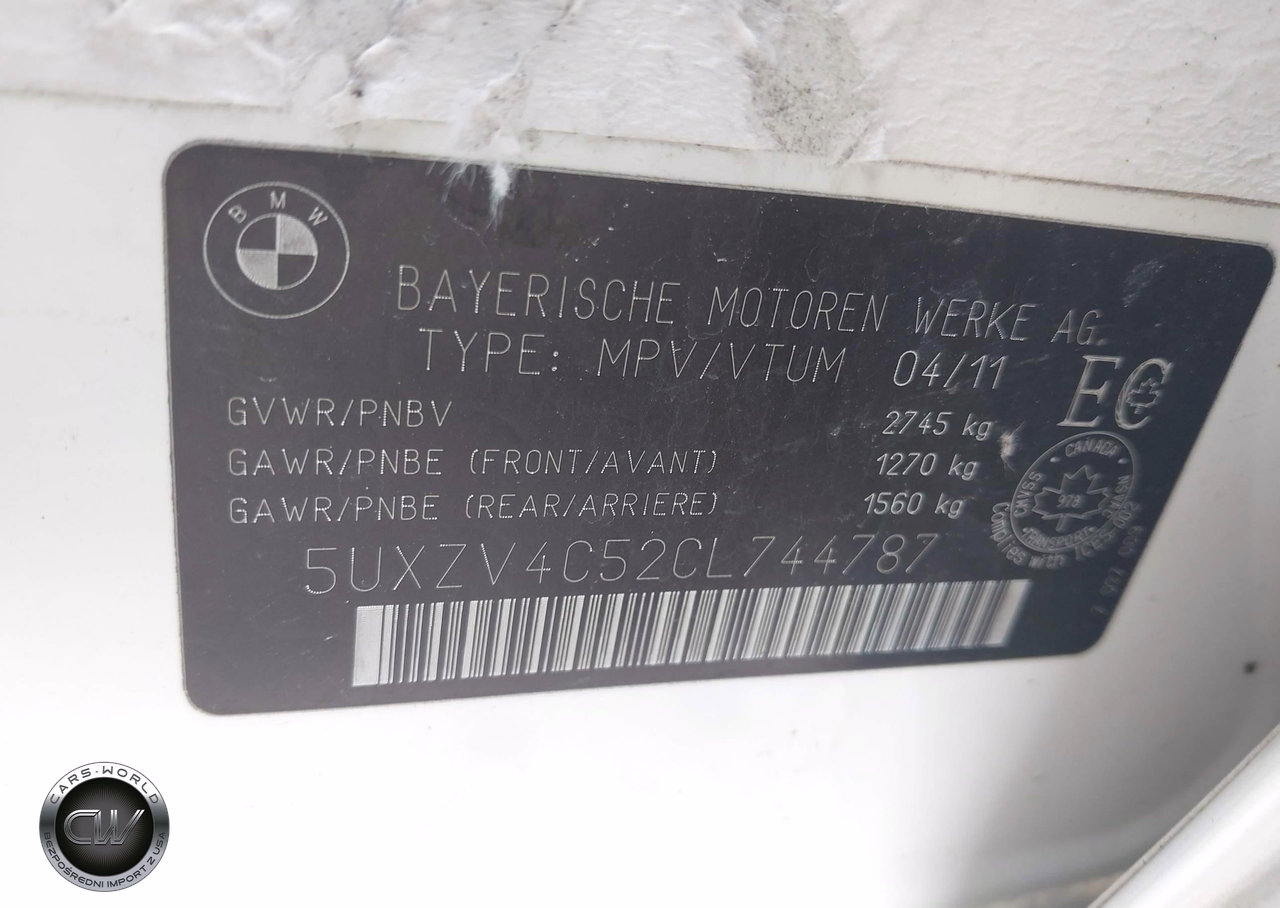 BMW
BAYERISCHE MOTOREN WERKE AG.
TYPE: MPV/VTUM 04/11
EC
GVWR/PNBV 2745 kg
GAWR/PNBE (FRONT/AVANT) 1270 kg
GAWR/PNBE (REAR/ARRIERE) 1560 kg
CANADA
TRANSPORT
5UXZV4C52CL744787
CARS-WORLD
CW
BEZPOŚREDNI IMPORT Z USA